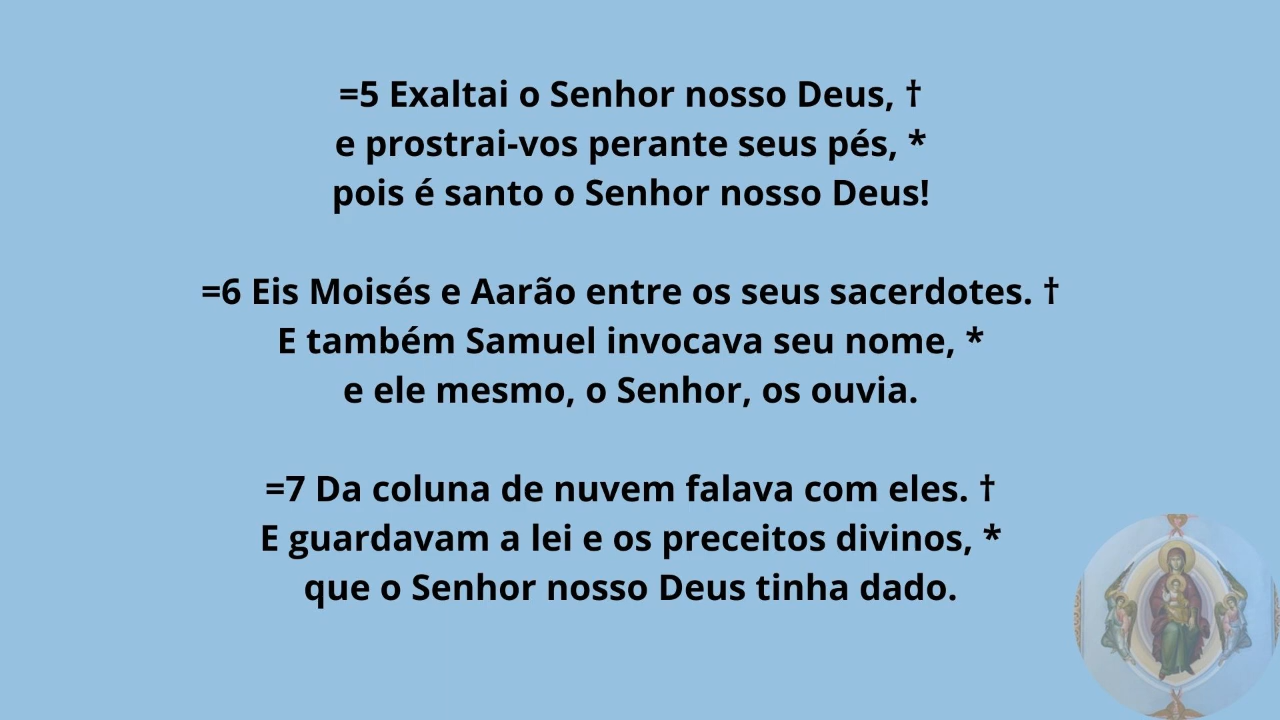 =5 Exaltai o Senhor nosso Deus, †
e prostrai-vos perante seus pés, *
pois é santo o Senhor nosso Deus!
=6 Eis Moisés e Aarão entre os seus sacerdotes. †
E também Samuel invocava seu nome, *
e ele mesmo, o Senhor, os ouvia.
=7 Da coluna de nuvem falava com eles. †
E guardavam a lei e os preceitos divinos, *
que o Senhor nosso Deus tinha dado.